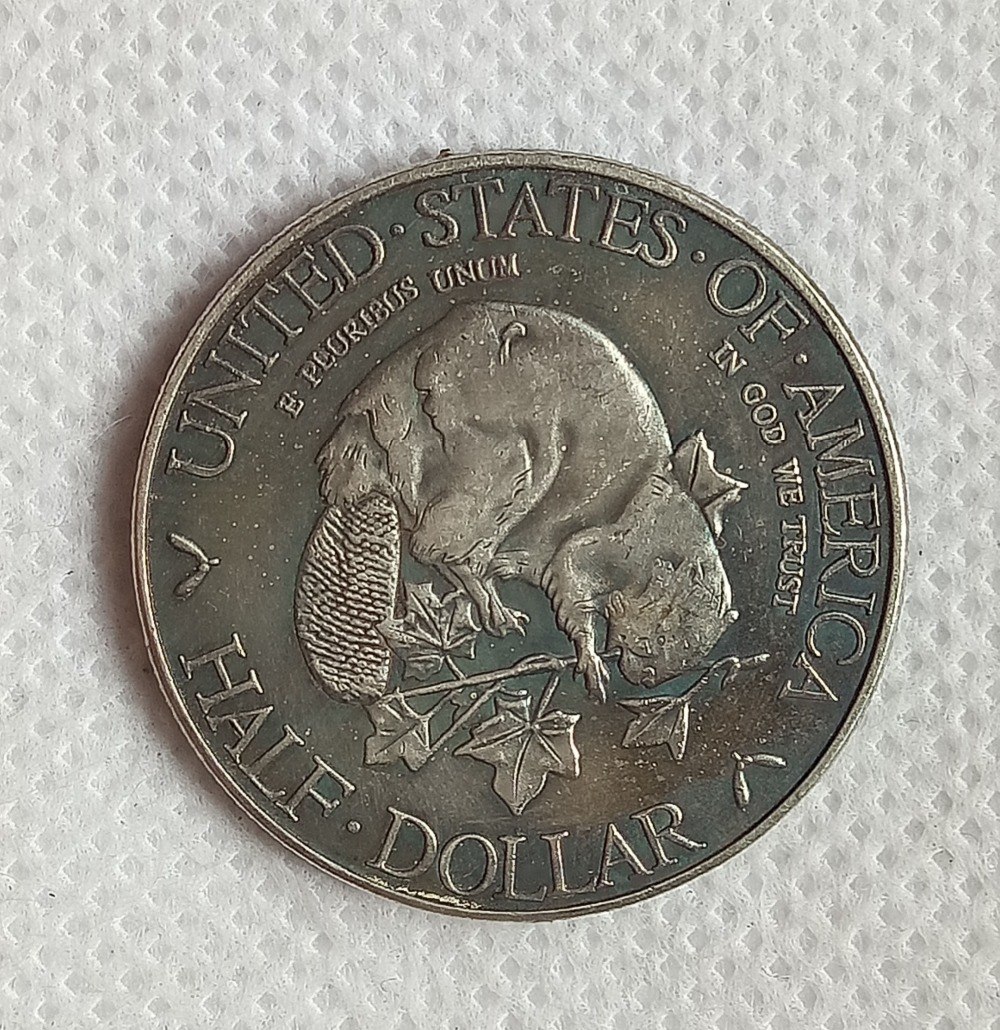 UNITED·STATES·OF·AMERICA
E PLURIBUS UNUM
IN GOD WE TRUST
HALF·DOLLAR